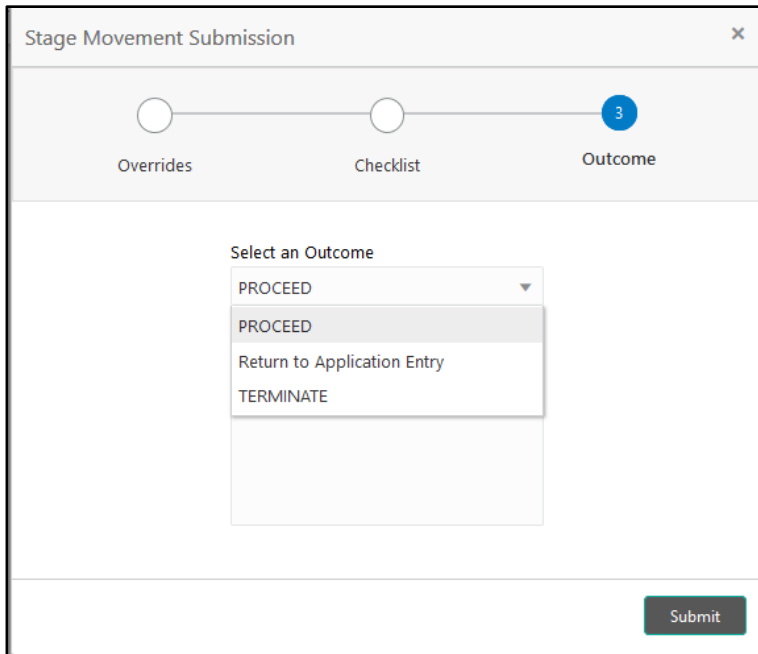 Stage Movement Submission ×
3
Overrides Checklist Outcome
Select an Outcome
PROCEED
PROCEED
Return to Application Entry
TERMINATE
Submit